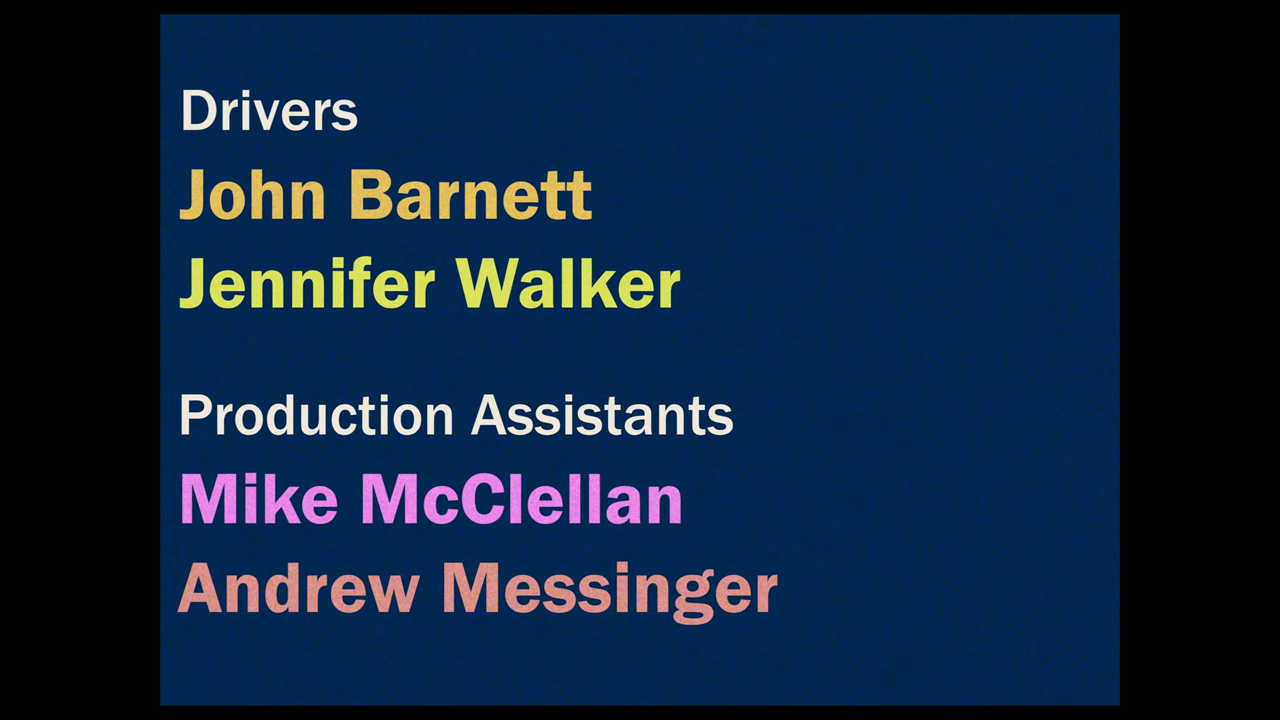 Drivers
John Barnett
Jennifer Walker
Production Assistants
Mike McClellan
Andrew Messinger